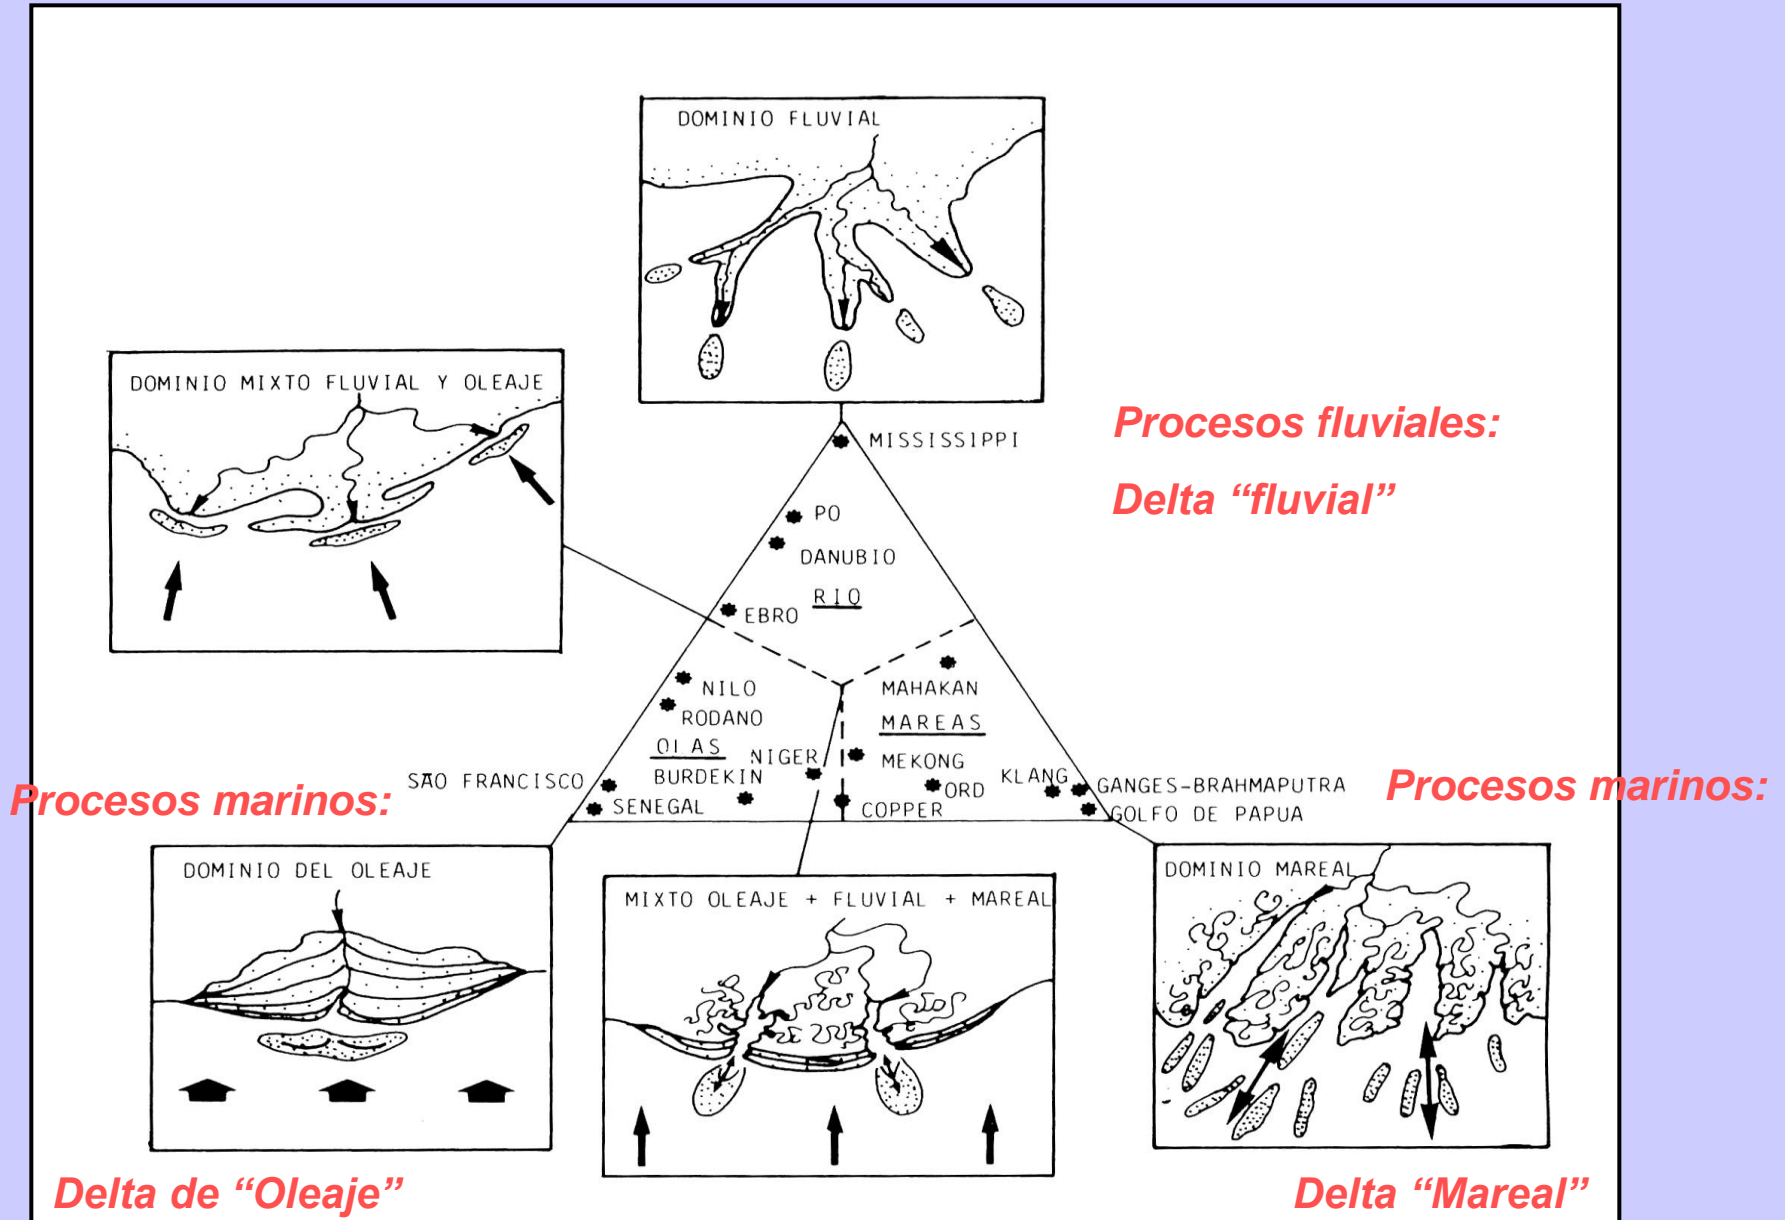 DOMINIO FLUVIAL
DOMINIO MIXTO FLUVIAL Y OLEAJE
Procesos fluviales:
Delta “fluvial”
MISSISSIPPI
PO
DANUBIO
RIO
EBRO
NILO
RODANO
OLAS
NIGER
BURDEKIN
SAO FRANCISCO
SENEGAL
MAHAKAN
MAREAS
MEKONG
ORD
KLANG
COPPER
GANGES-BRAHMAPUTRA
GOLFO DE PAPUA
Procesos marinos:
Procesos marinos:
DOMINIO DEL OLEAJE
MIXTO OLEAJE + FLUVIAL + MAREAL
DOMINIO MAREAL
Delta de “Oleaje”
Delta “Mareal”